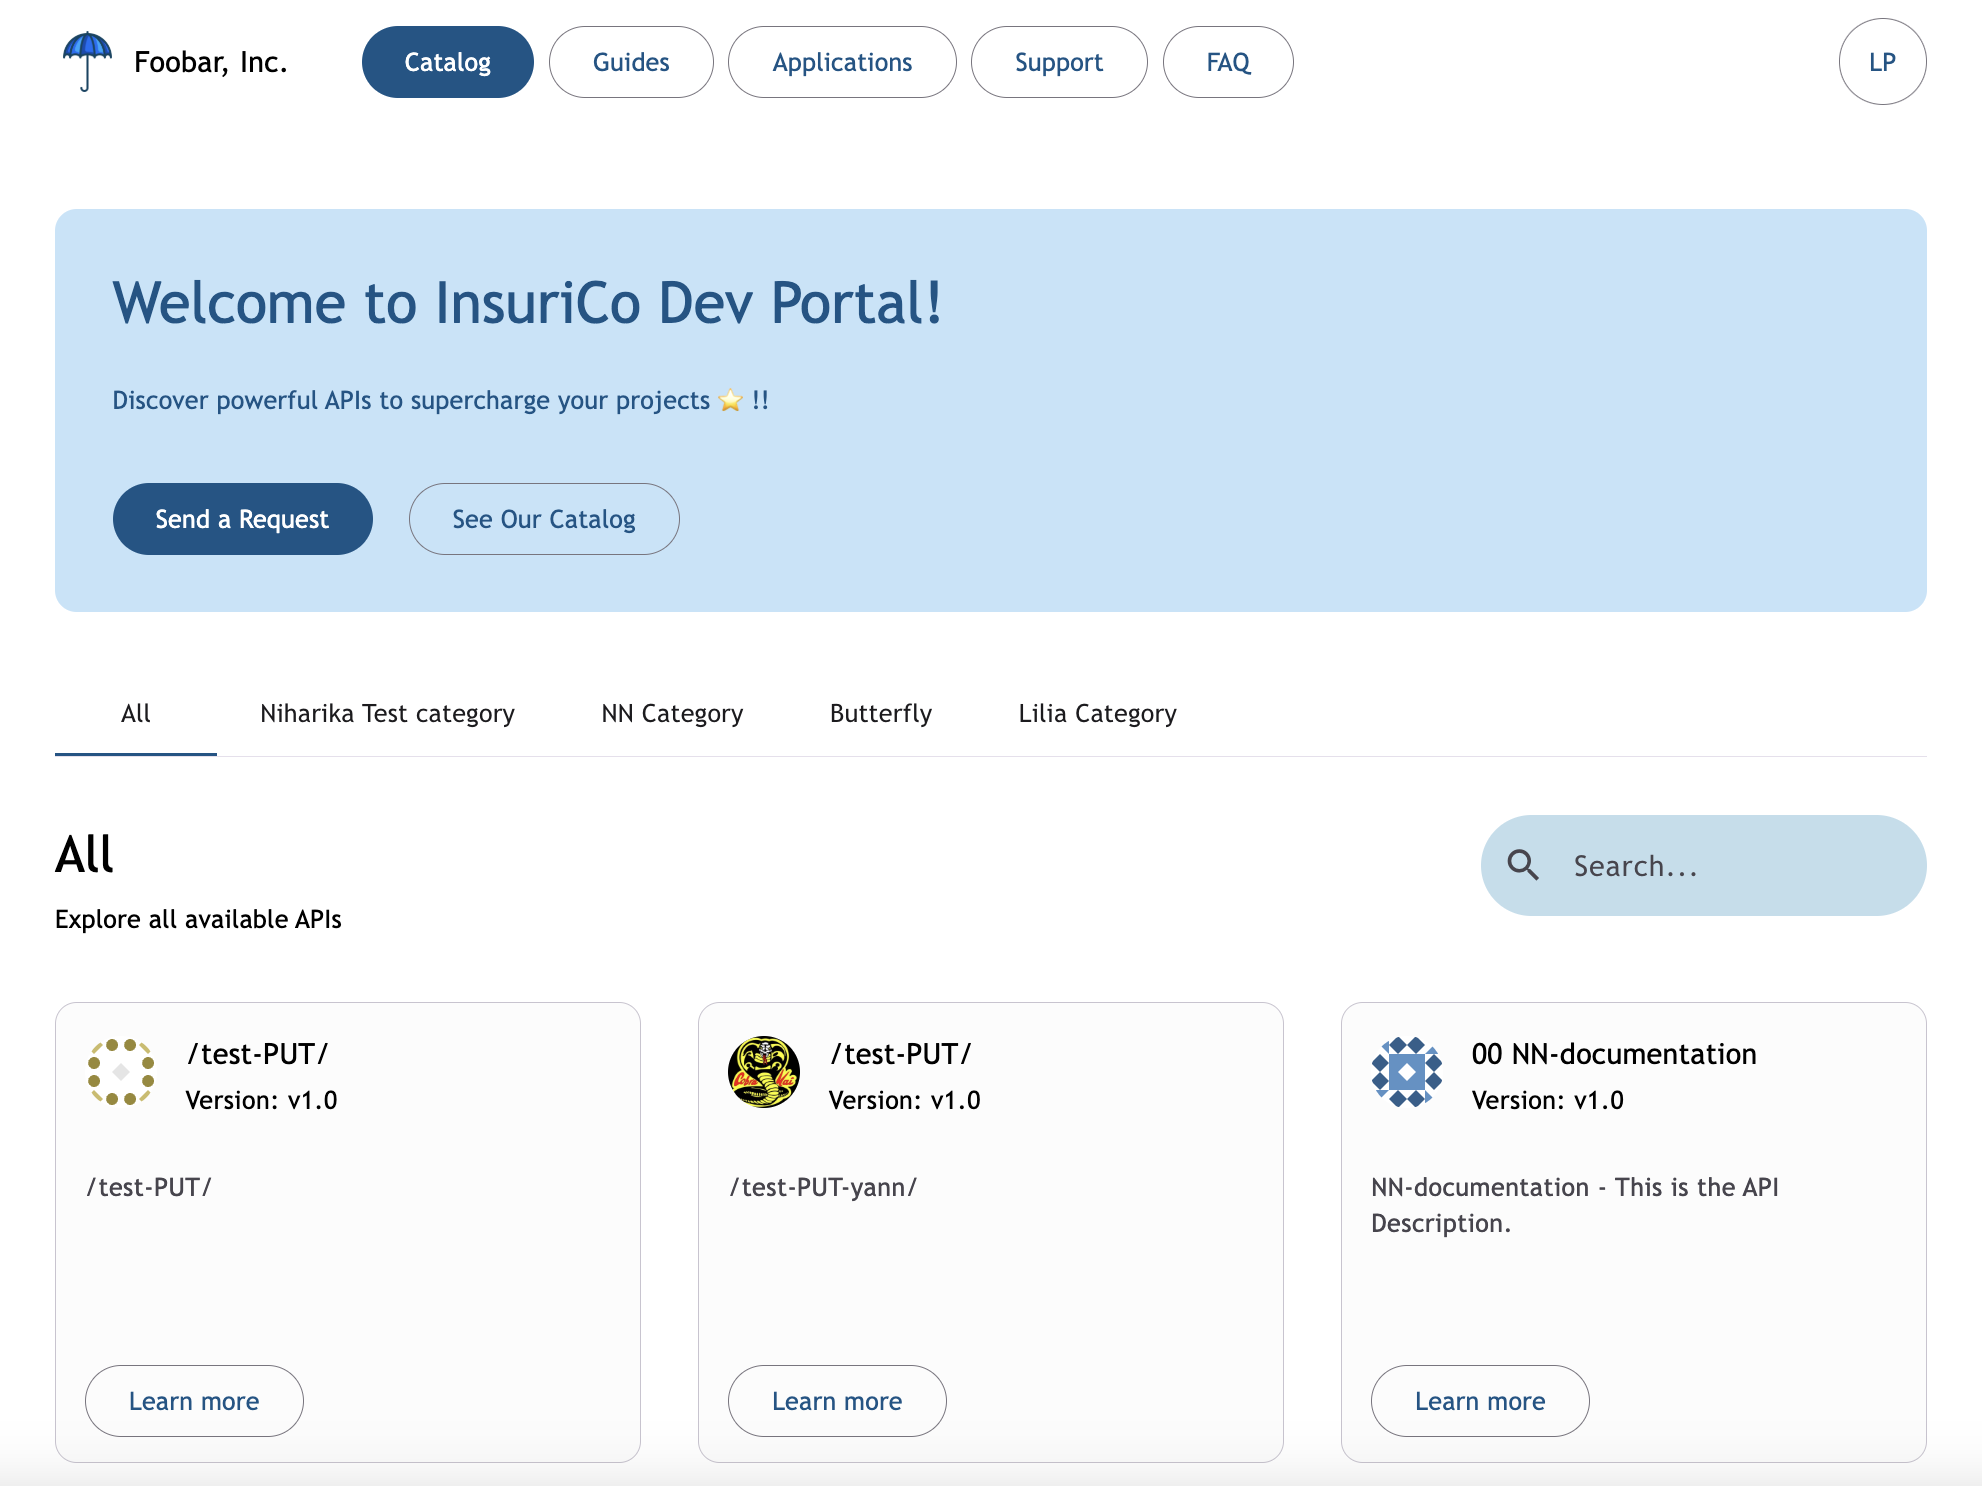 Foobar, Inc.
Catalog
Guides
Applications
Support
FAQ
LP
Welcome to InsuriCo Dev Portal!
Discover powerful APIs to supercharge your projects ⭐ !!
Send a Request
See Our Catalog
All
Niharika Test category
NN Category
Butterfly
Lilia Category
All
Search...
Explore all available APIs
/test-PUT/
Version: v1.0
/test-PUT/
Learn more
Cobra Kai
/test-PUT/
Version: v1.0
/test-PUT-yann/
Learn more
00 NN-documentation
Version: v1.0
NN-documentation - This is the API
Description.
Learn more